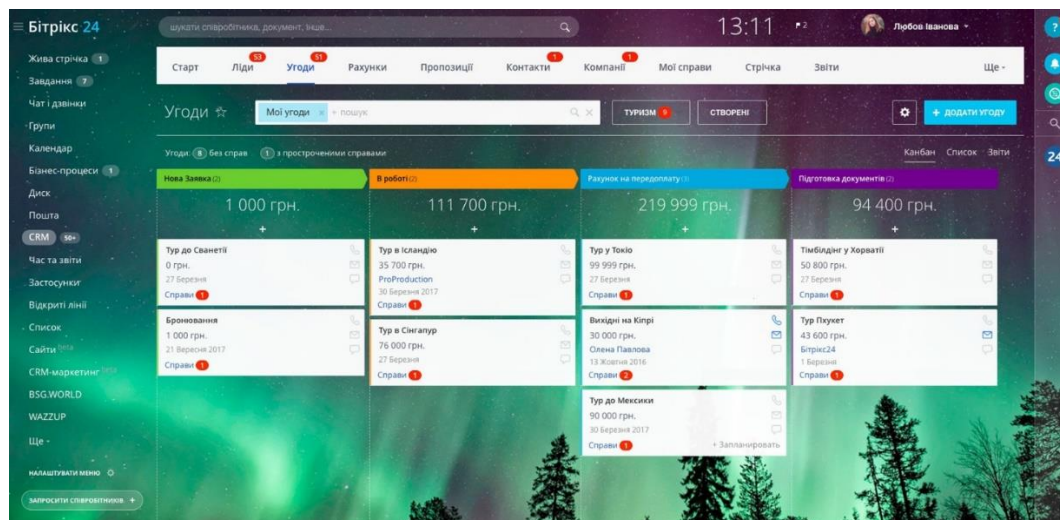 Бітрікс 24
шукати співробітника, документ, інше...
13:11
2
Любов Іванова
?
Жива стрічка 1
Завдання 7
Чат і дзвінки
Групи
Календар
Бізнес-процеси 1
Диск
Пошта
CRM 50+
Час та звіти
Застосунки
Відкриті лінії
Список
Сайти beta
CRM-маркетинг beta
BSG.WORLD
WAZZUP
Ще -
НАЛАШТУВАТИ МЕНЮ
ЗАПРОСИТИ СПІВРОБІТНИКІВ +
Старт Ліди 53 Угоди 51 Рахунки Пропозиції Контакти 1 Компанії 1 Мої справи Стрічка Звіти Ще -
Угоди Мої угоди × + пошук ТУРИЗМ 9 СТВОРЕНІ + ДОДАТИ УГОДУ
24
Угоди: 8 без справ 1 з простроченими справами Канбан Список Звіти
Нова Заявка (2)
1 000 грн.
+
Тур до Сванетії
0 грн.
27 Березня
Справи 1
Бронювання
1 000 грн.
21 Вересня 2017
Справи 1
В роботі (2)
111 700 грн.
+
Тур в Ісландію
35 700 грн.
ProProduction
30 Березня 2017
Справи 1
Тур в Сінгапур
76 000 грн.
27 Березня
Справи 1
Рахунок на передоплату (3)
219 999 грн.
+
Тур у Токіо
99 999 грн.
27 Березня
Справи 1
Вихідні на Кіпрі
30 000 грн.
Олена Павлова
13 Жовтня 2016
Справи 2
Тур до Мексики
90 000 грн.
30 Березня 2017
Справи 1 + Запланировать
Підготовка документів (2)
94 400 грн.
+
Тімбілдінг у Хорватії
50 800 грн.
27 Березня
Справи 1
Тур Пхукет
43 600 грн.
Бітрікс24
1 Березня
Справи 1